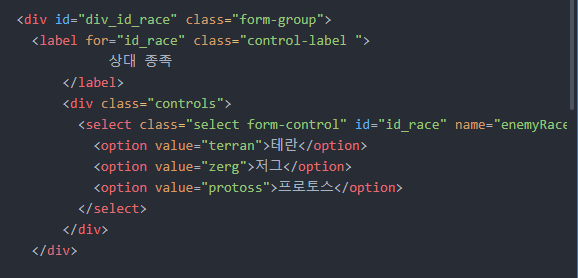 <div id="div_id_race" class="form-group">
<label for="id_race" class="control-label ">
상대 종족
</label>
<div class="controls">
<select class="select form-control" id="id_race" name="enemyRace
<option value="terran">테란</option>
<option value="zerg">저그</option>
<option value="protoss">프로토스</option>
</select>
</div>
</div>